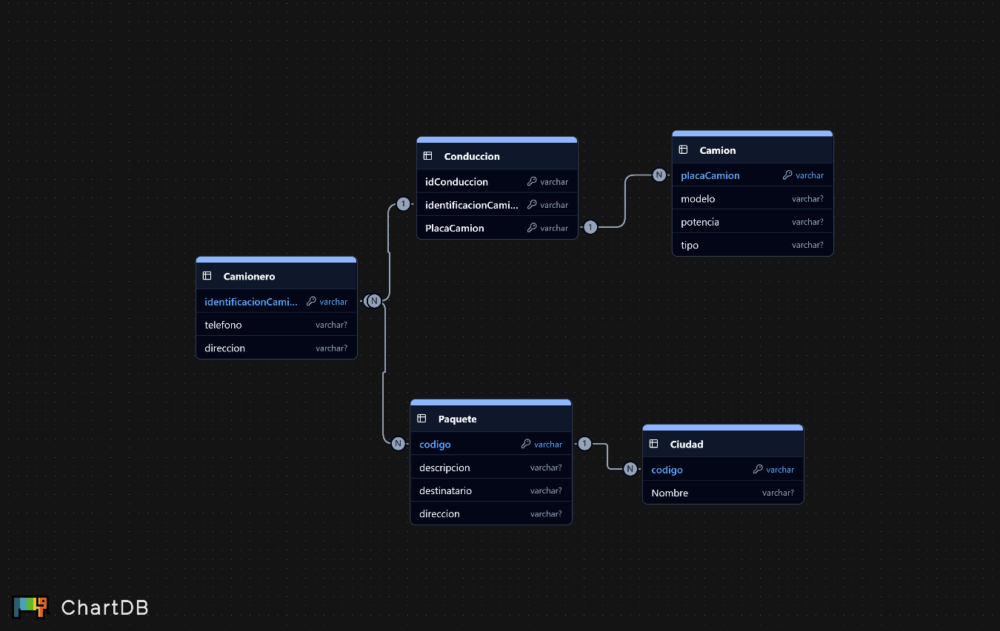 Conduccion
idConduccion varchar
identificacionCami... varchar
PlacaCamion varchar
1
1
Camion
placaCamion varchar
modelo varchar?
potencia varchar?
tipo varchar?
N
Camionero
identificacionCami... varchar
telefono varchar?
direccion varchar?
N
Paquete
codigo varchar
descripcion varchar?
destinatario varchar?
direccion varchar?
N
1
Ciudad
codigo varchar
Nombre varchar?
N
ChartDB